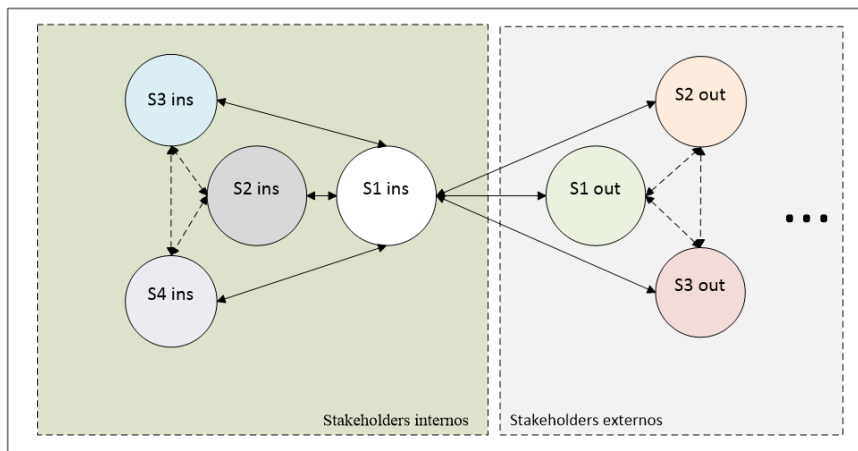 S3 ins
S2 ins
S1 ins
S4 ins
Stakeholders internos
S2 out
S1 out
S3 out
...
Stakeholders externos